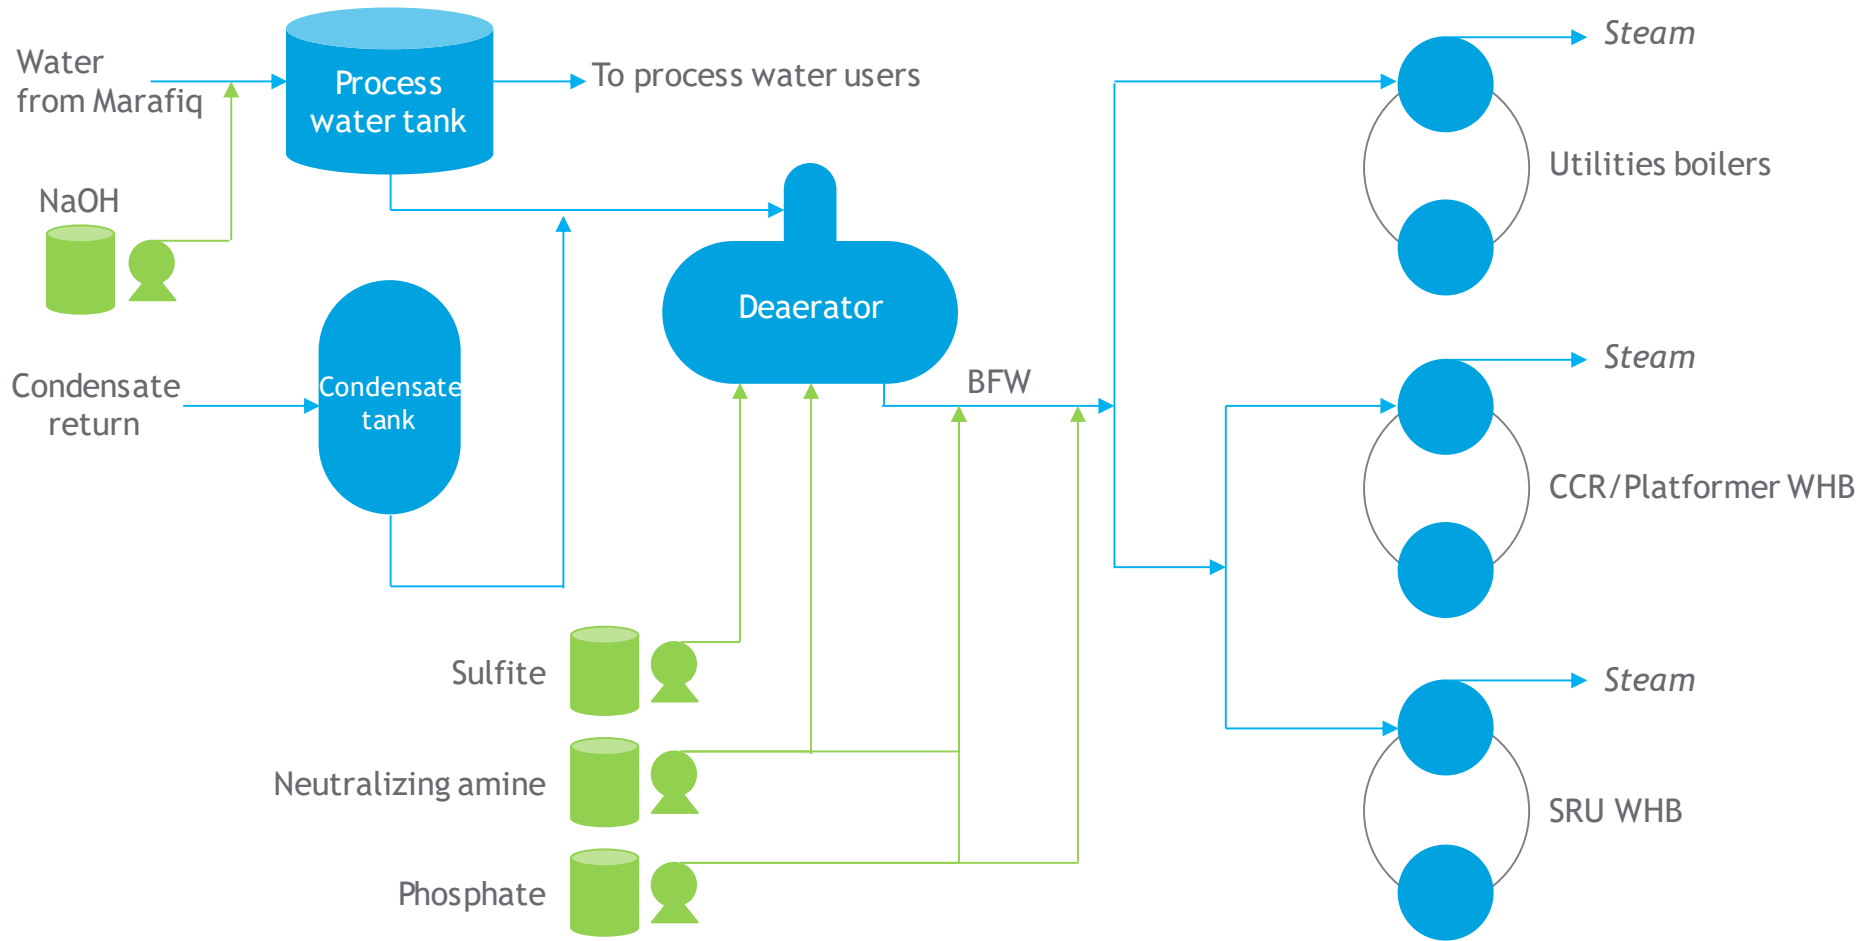 Water
from Marafiq
Process
water tank
To process water users
Steam
Utilities boilers
NaOH
Deaerator
Condensate
return
Condensate
tank
BFW
Steam
CCR/Platformer WHB
Sulfite
Steam
Neutralizing amine
SRU WHB
Phosphate